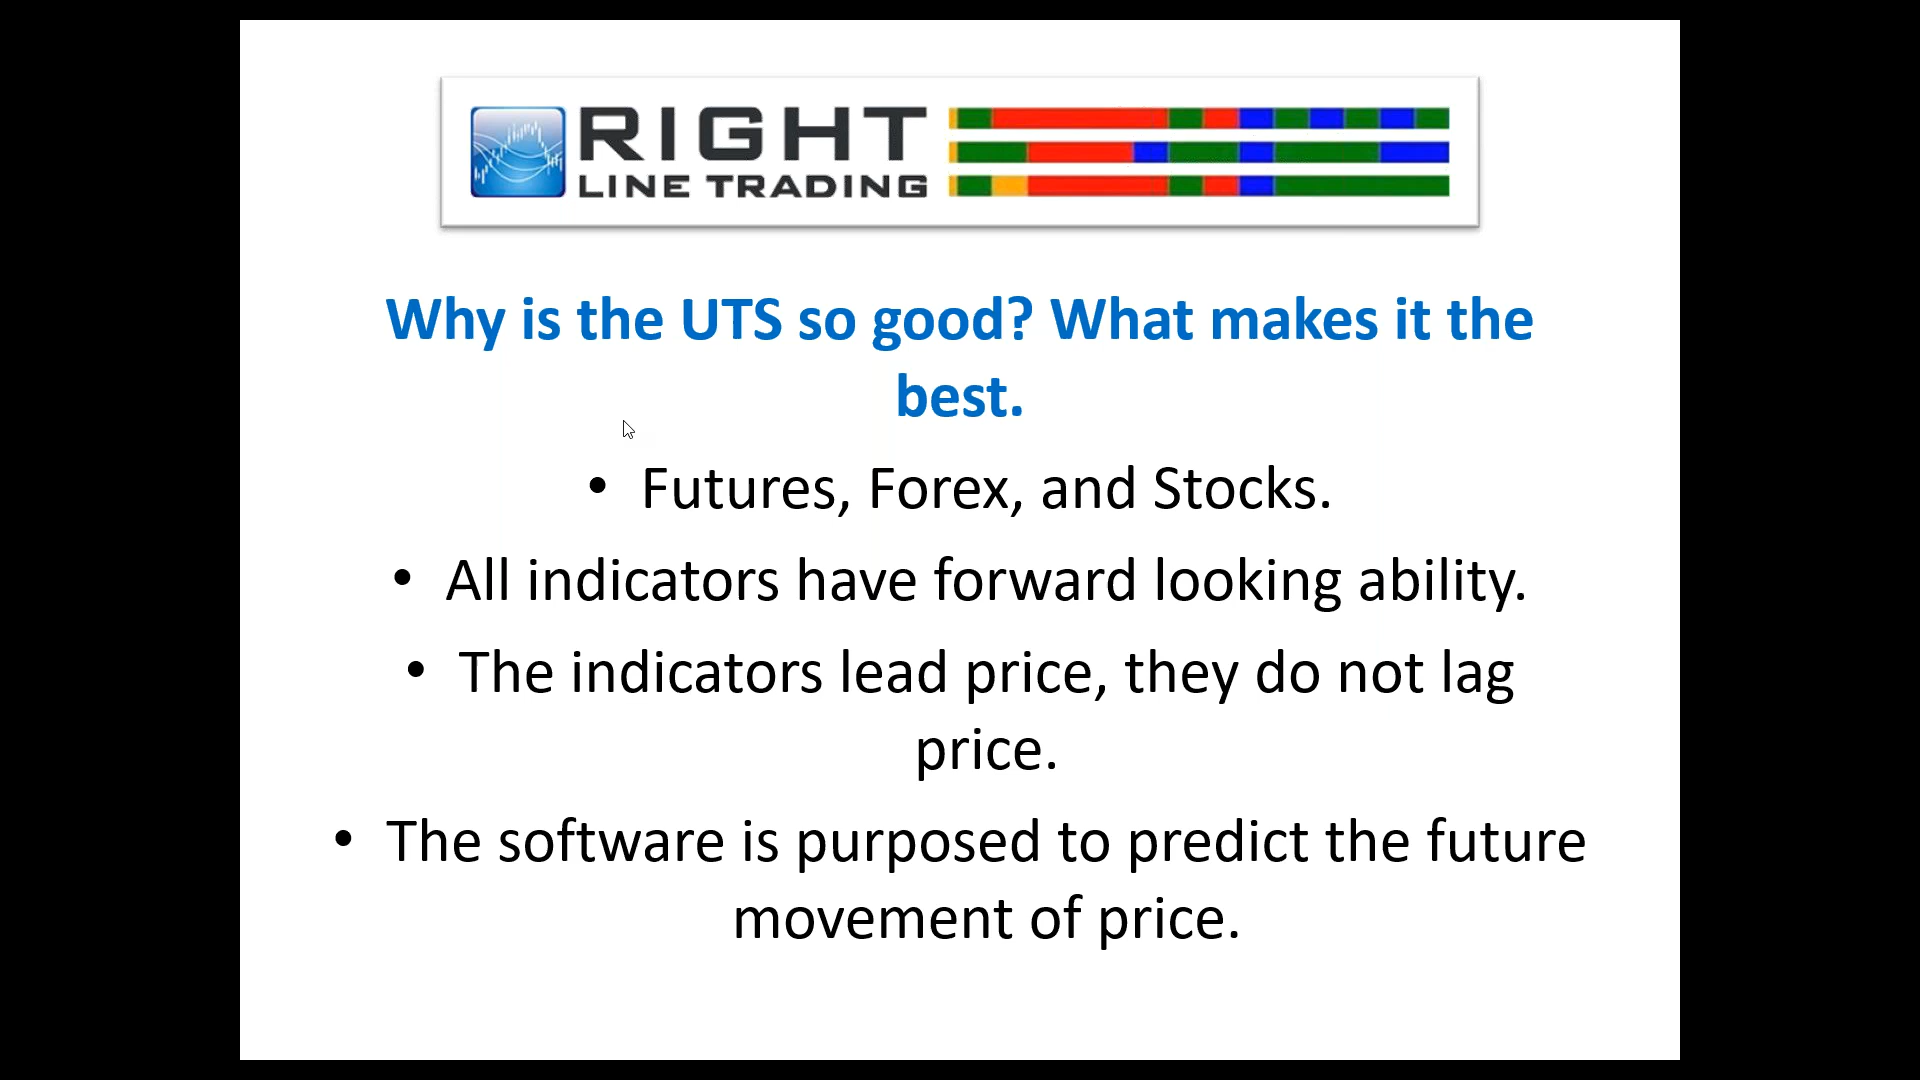 RIGHT
LINE TRADING
Why is the UTS so good? What makes it the
best.
• Futures, Forex, and Stocks.
• All indicators have forward looking ability.
• The indicators lead price, they do not lag
price.
• The software is purposed to predict the future
movement of price.